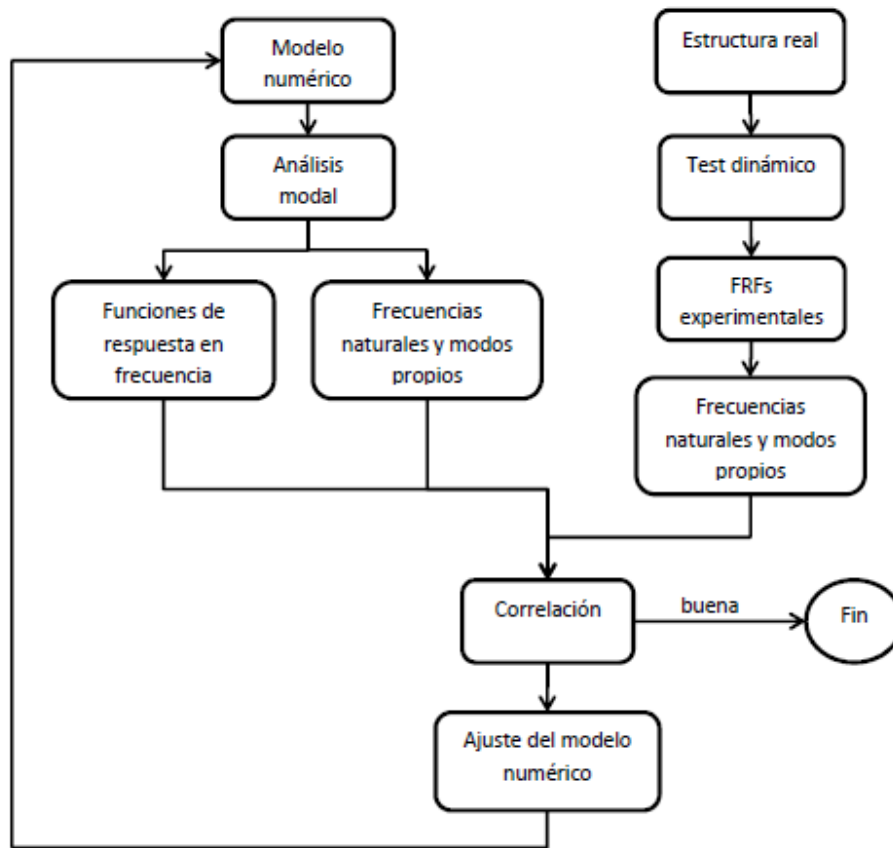 Modelo
numérico
Estructura real
Análisis
modal
Test dinámico
Funciones de
respuesta en
frecuencia
Frecuencias
naturales y modos
propios
FRFs
experimentales
Frecuencias
naturales y modos
propios
Correlación
buena
Fin
Ajuste del modelo
numérico